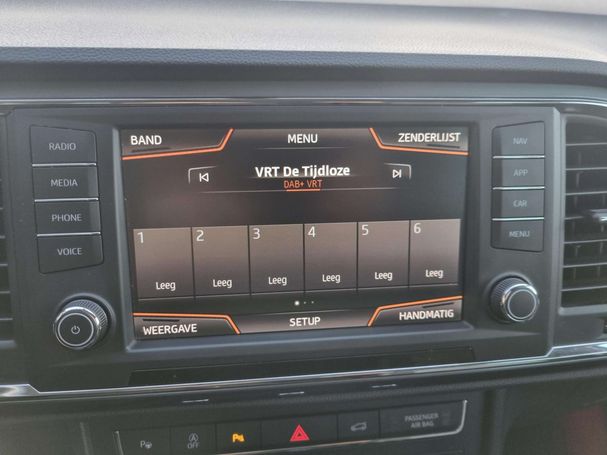 RADIO
MEDIA
PHONE
VOICE
BAND
MENU
ZENDERLIJST
VRT De Tijdloze
DAB+ VRT
1 2 3 4 5 6
Leeg Leeg Leeg Leeg Leeg Leeg
WEERGAVE
SETUP
HANDMATIG
NAV
APP
CAR
MENU
OFF
PASSENGER
AIR BAG